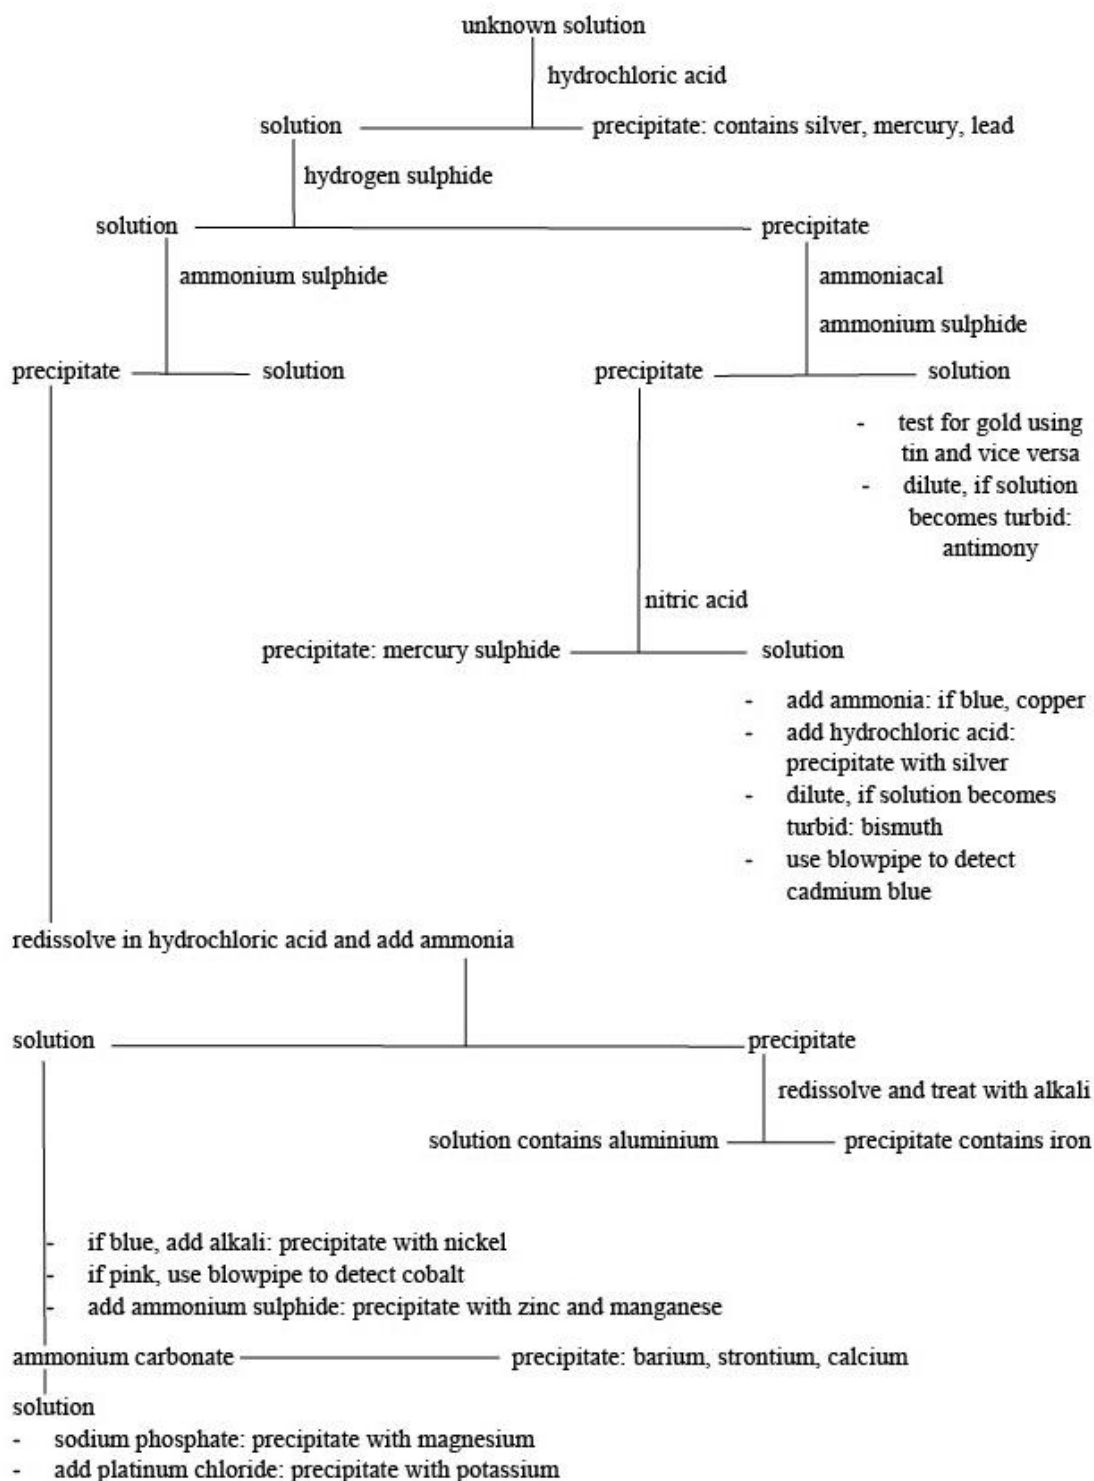 unknown solution
hydrochloric acid
solution
precipitate: contains silver, mercury, lead
hydrogen sulphide
solution
precipitate
ammonium sulphide
ammoniacal
ammonium sulphide
precipitate
solution
precipitate
solution
- test for gold using
tin and vice versa
- dilute, if solution
becomes turbid:
antimony
nitric acid
precipitate: mercury sulphide
solution
- add ammonia: if blue, copper
- add hydrochloric acid:
precipitate with silver
- dilute, if solution becomes
turbid: bismuth
- use blowpipe to detect
cadmium blue
redissolve in hydrochloric acid and add ammonia
solution
precipitate
redissolve and treat with alkali
solution contains aluminium
precipitate contains iron
- if blue, add alkali: precipitate with nickel
- if pink, use blowpipe to detect cobalt
- add ammonium sulphide: precipitate with zinc and manganese
ammonium carbonate
precipitate: barium, strontium, calcium
solution
- sodium phosphate: precipitate with magnesium
- add platinum chloride: precipitate with potassium